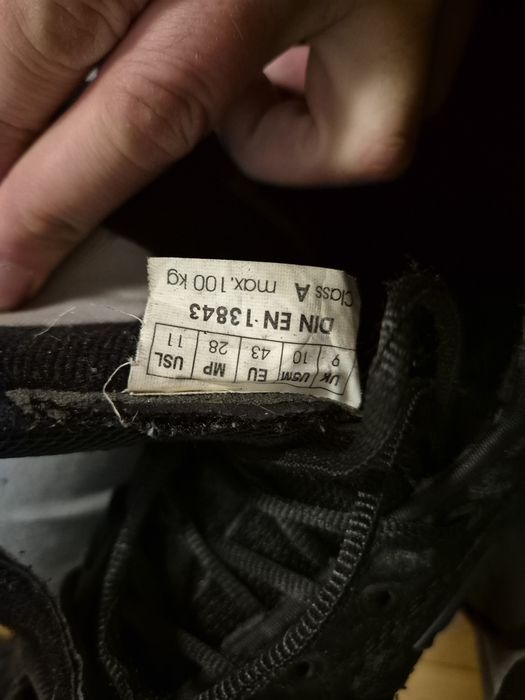 UK USM EU MP USL
9 10 43 28 11
DIN EN 13843
Class A max. 100 kg